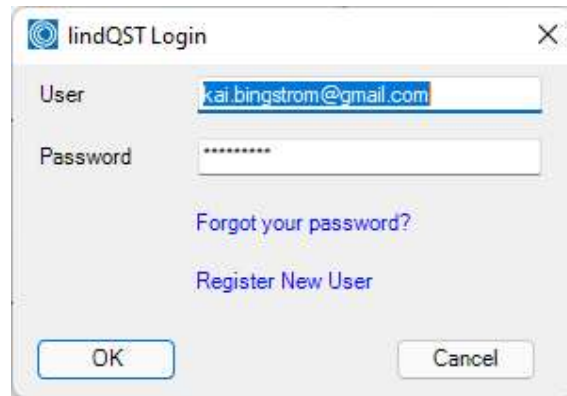 lindQST Login
User kai.bingstrom@gmail.com
Password *********
Forgot your password?
Register New User
OK Cancel